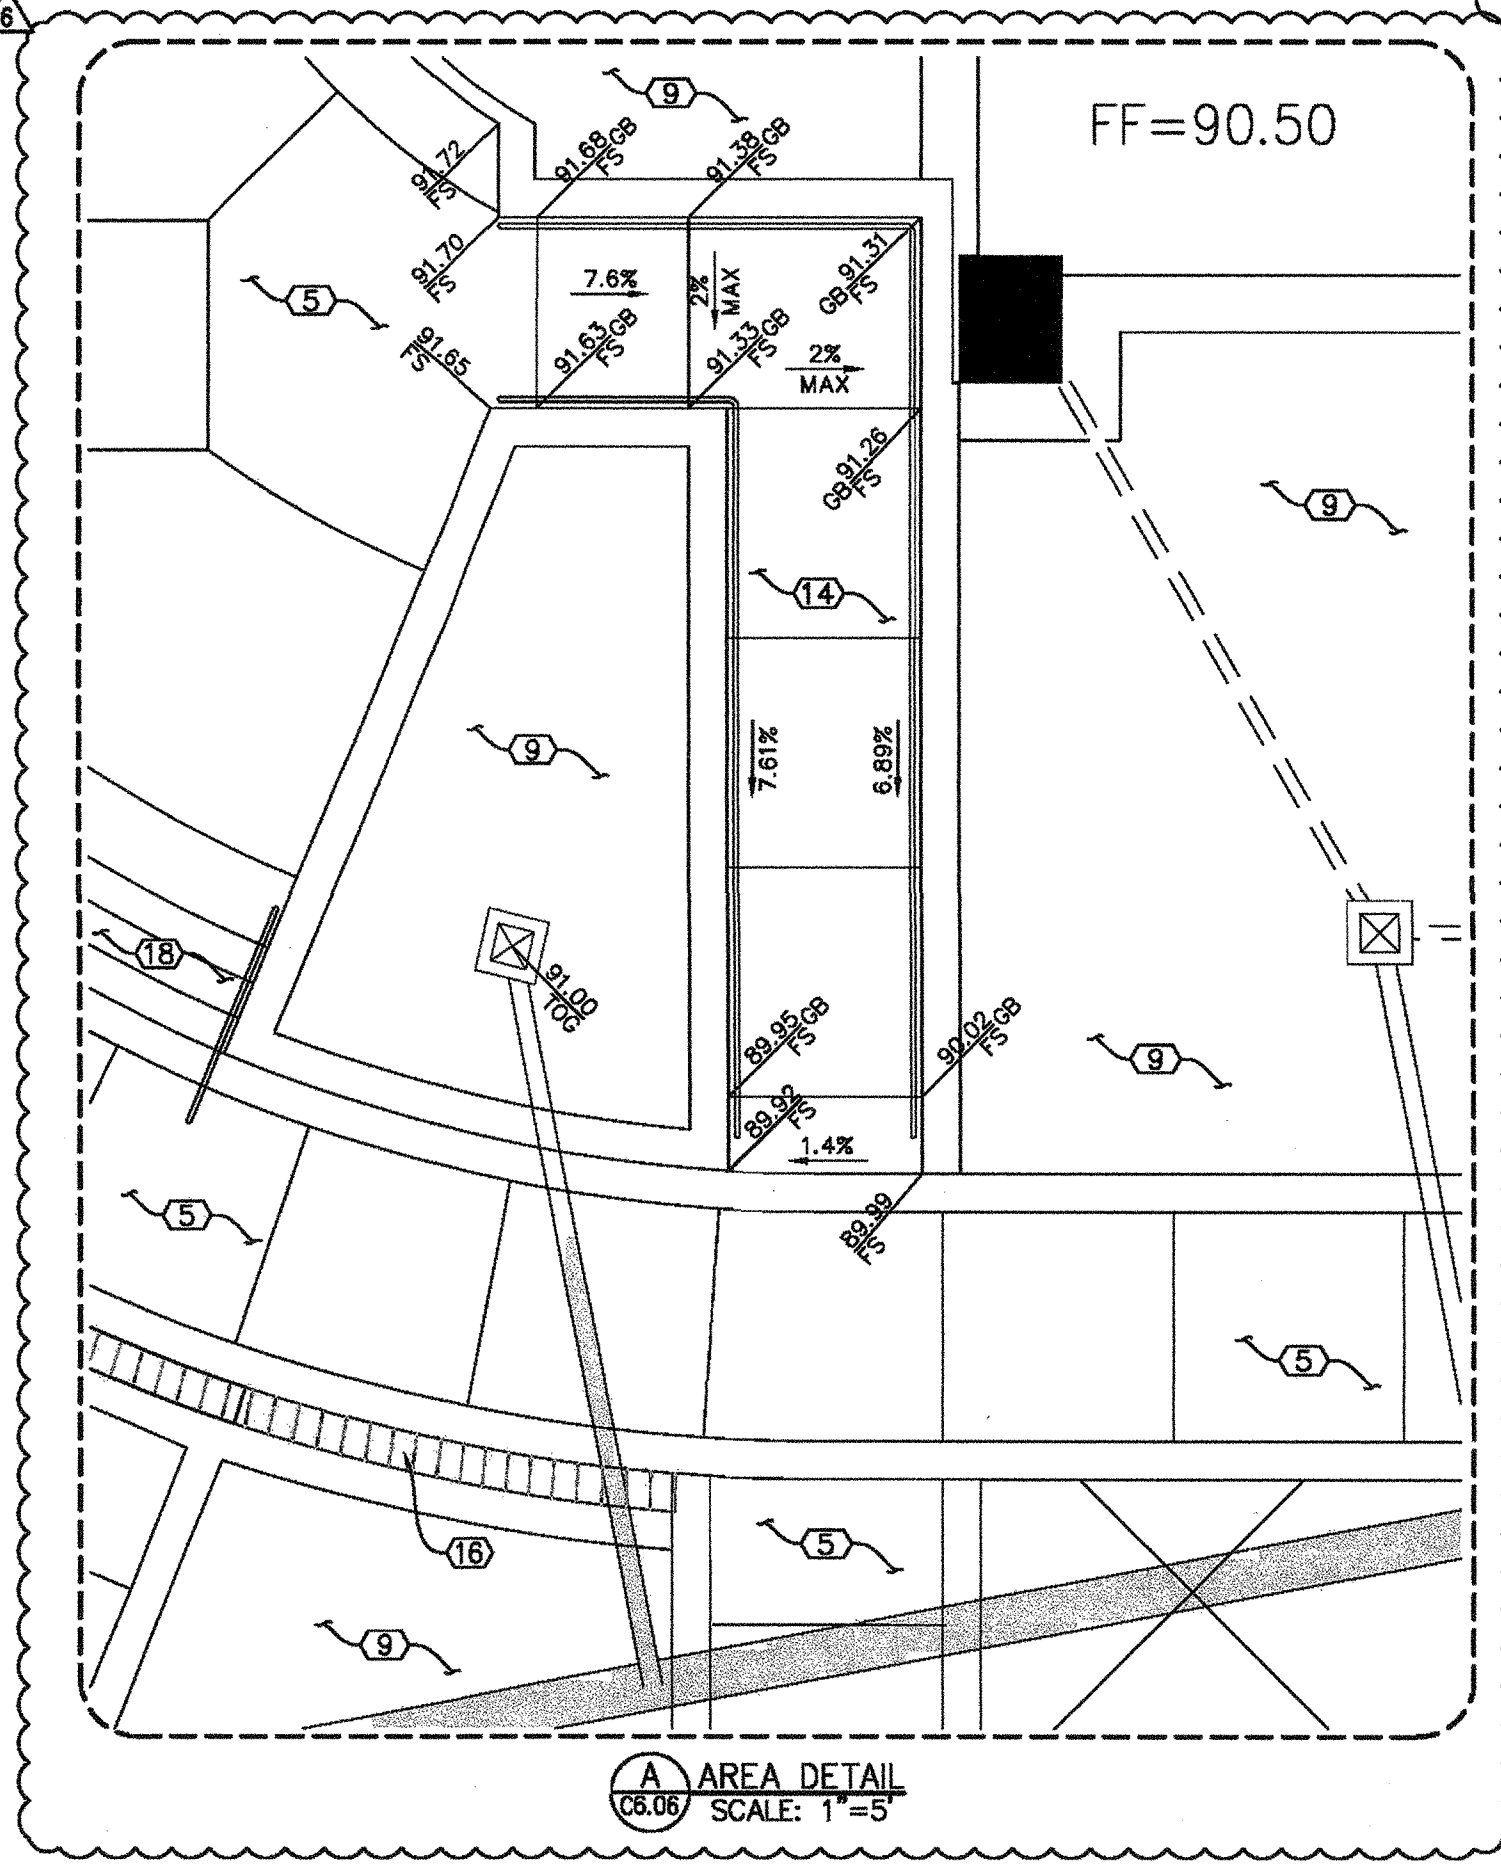 6
9
FF=90.50
91.72
FS
91.68 GB
FS
91.38 GB
FS
91.70
FS
5
7.6%
2%
MAX
91.31
GB FS
91.65
FS
91.63 GB
FS
91.33 GB
FS
2%
MAX
91.26
GB FS
9
14
9
7.61%
6.89%
18
91.00
TOG
89.95 GB
FS
90.02 GB
FS
9
89.92
FS
1.4%
89.99
FS
5
5
16
5
9
A
C6.06
AREA DETAIL
SCALE: 1"=5'